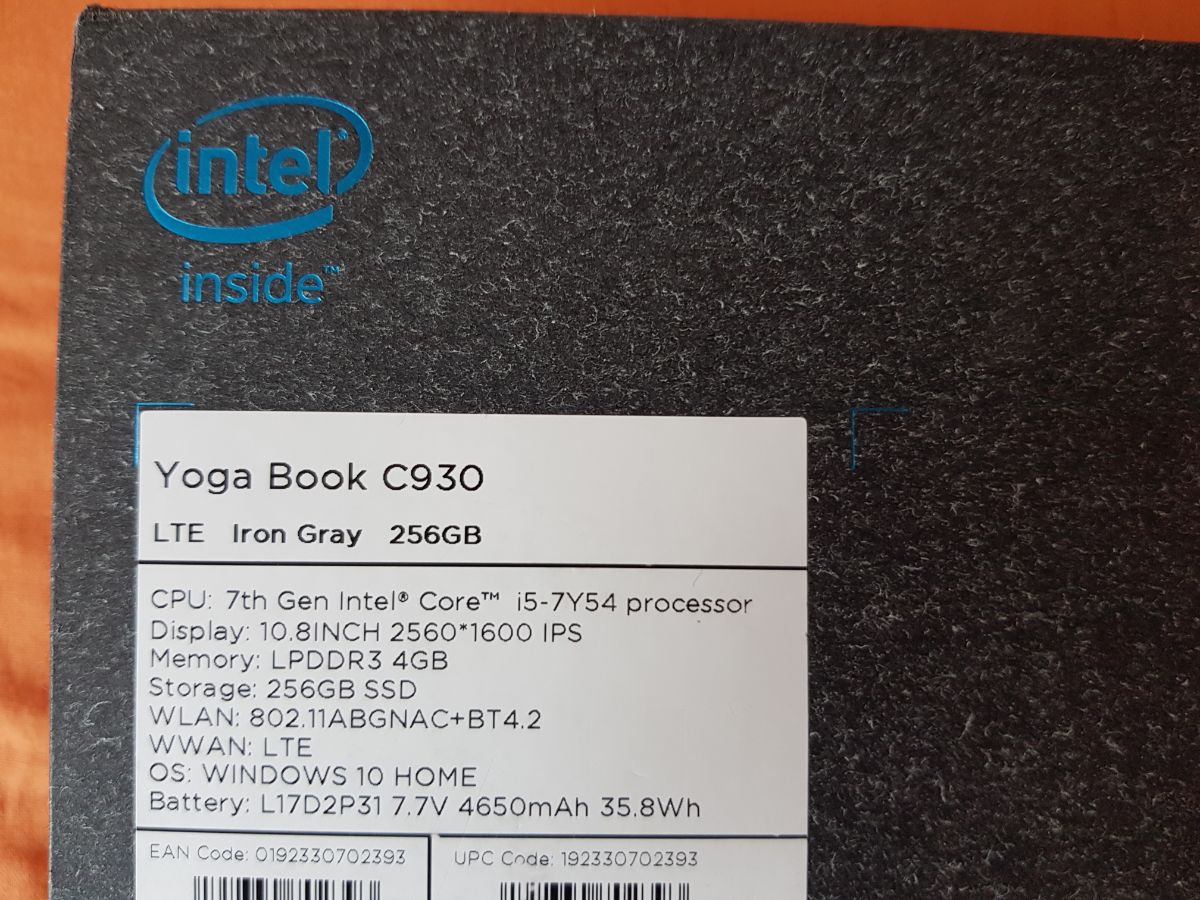 intel®
inside™
Yoga Book C930
LTE Iron Gray 256GB
CPU: 7th Gen Intel® Core™ i5-7Y54 processor
Display: 10.8INCH 2560*1600 IPS
Memory: LPDDR3 4GB
Storage: 256GB SSD
WLAN: 802.11ABGNAC+BT4.2
WWAN: LTE
OS: WINDOWS 10 HOME
Battery: L17D2P31 7.7V 4650mAh 35.8Wh
EAN Code: 0192330702393
UPC Code: 192330702393